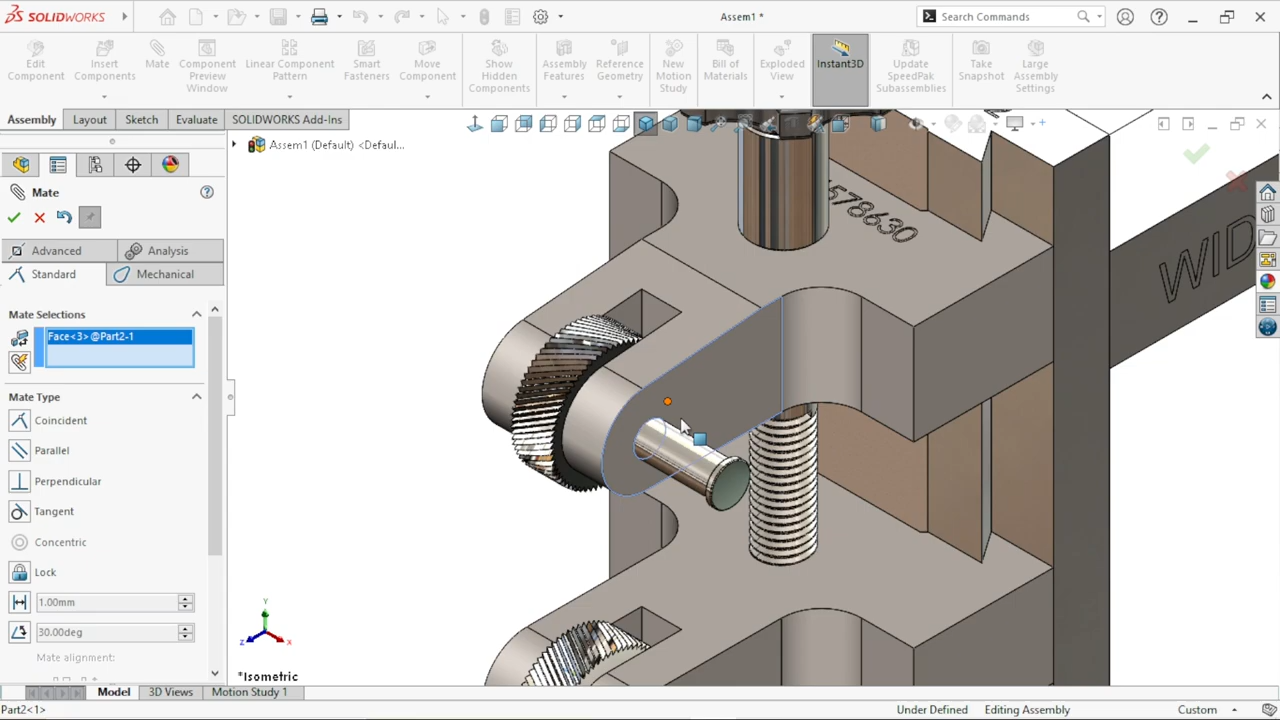 SOLIDWORKS
Assem1 *
Search Commands
Edit Component
Insert Components
Mate
Component Preview Window
Linear Component Pattern
Smart Fasteners
Move Component
Show Hidden Components
Assembly Features
Reference Geometry
New Motion Study
Bill of Materials
Exploded View
Instant3D
Update SpeedPak Subassemblies
Take Snapshot
Large Assembly Settings
Assembly
Layout
Sketch
Evaluate
SOLIDWORKS Add-Ins
Assem1 (Default) <Defaul...
Mate
Advanced
Analysis
Standard
Mechanical
Mate Selections
Face<3>@Part2-1
Mate Type
Coincident
Parallel
Perpendicular
Tangent
Concentric
Lock
1.00mm
30.00deg
Mate alignment:
578630
WID
Y
Z
X
*Isometric
Model
3D Views
Motion Study 1
Part2<1>
Under Defined
Editing Assembly
Custom